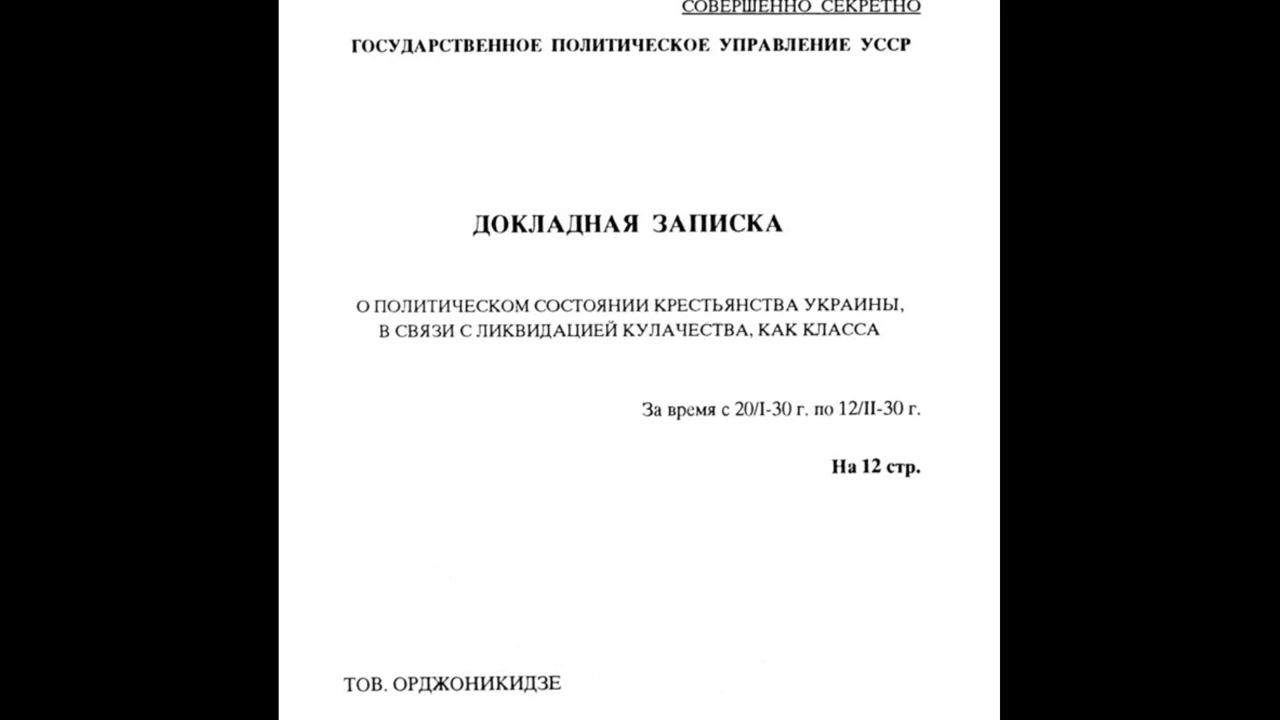 СОВЕРШЕННО СЕКРЕТНО
ГОСУДАРСТВЕННОЕ ПОЛИТИЧЕСКОЕ УПРАВЛЕНИЕ УССР
ДОКЛАДНАЯ ЗАПИСКА
О ПОЛИТИЧЕСКОМ СОСТОЯНИИ КРЕСТЬЯНСТВА УКРАИНЫ,
В СВЯЗИ С ЛИКВИДАЦИЕЙ КУЛАЧЕСТВА, КАК КЛАССА
За время с 20/I-30 г. по 12/II-30 г.
На 12 стр.
ТОВ. ОРДЖОНИКИДЗЕ